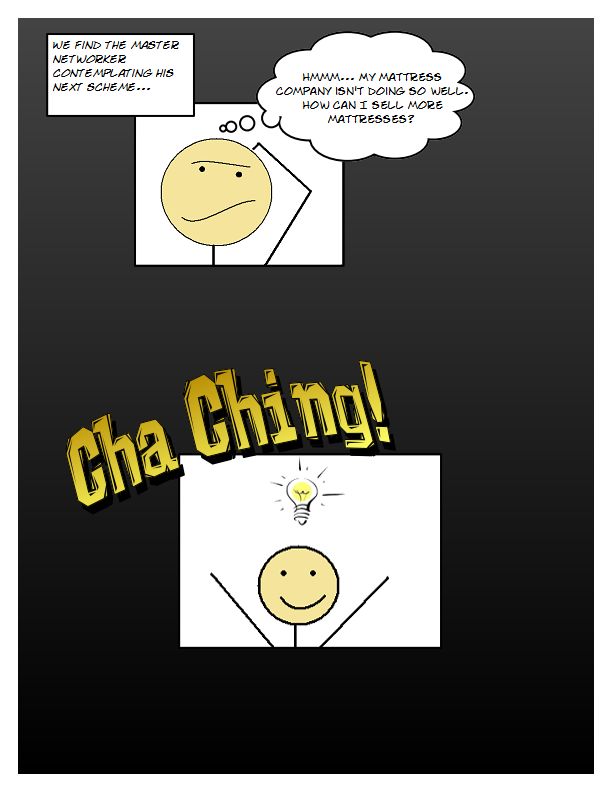 WE FIND THE MASTER
NETWORKER
CONTEMPLATING HIS
NEXT SCHEME...
HMMM... MY MATTRESS
COMPANY ISN'T DOING SO WELL.
HOW CAN I SELL MORE
MATTRESSES?
Cha Ching!